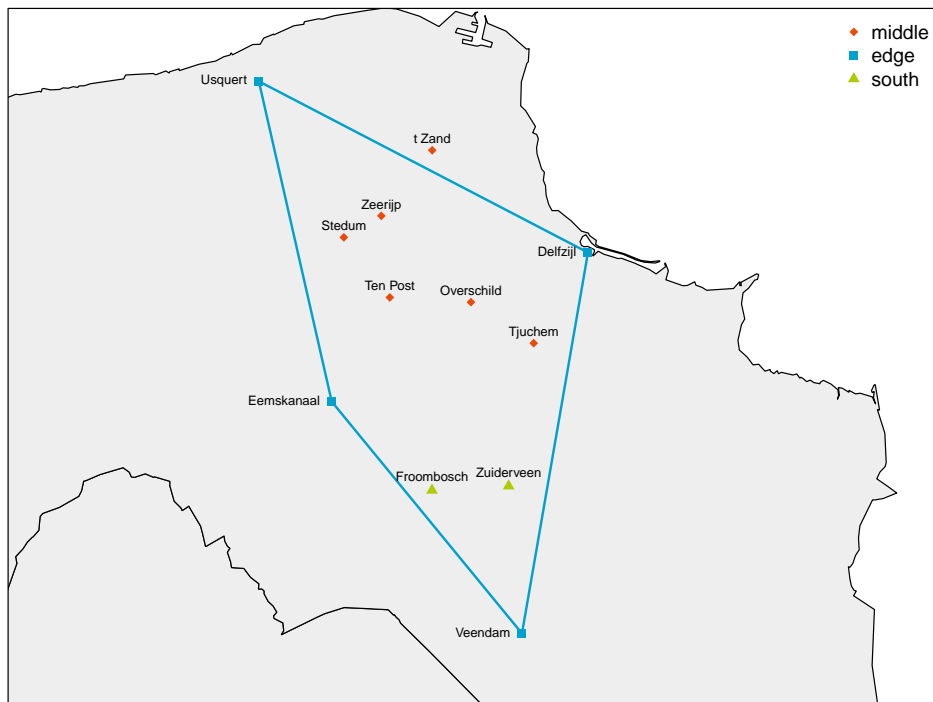 middle
edge
south
Usquert
t Zand
Zeerijp
Stedum
Delfzijl
Ten Post
Overschild
Tjuchem
Eemskanaal
Froombosch
Zuiderveen
Veendam